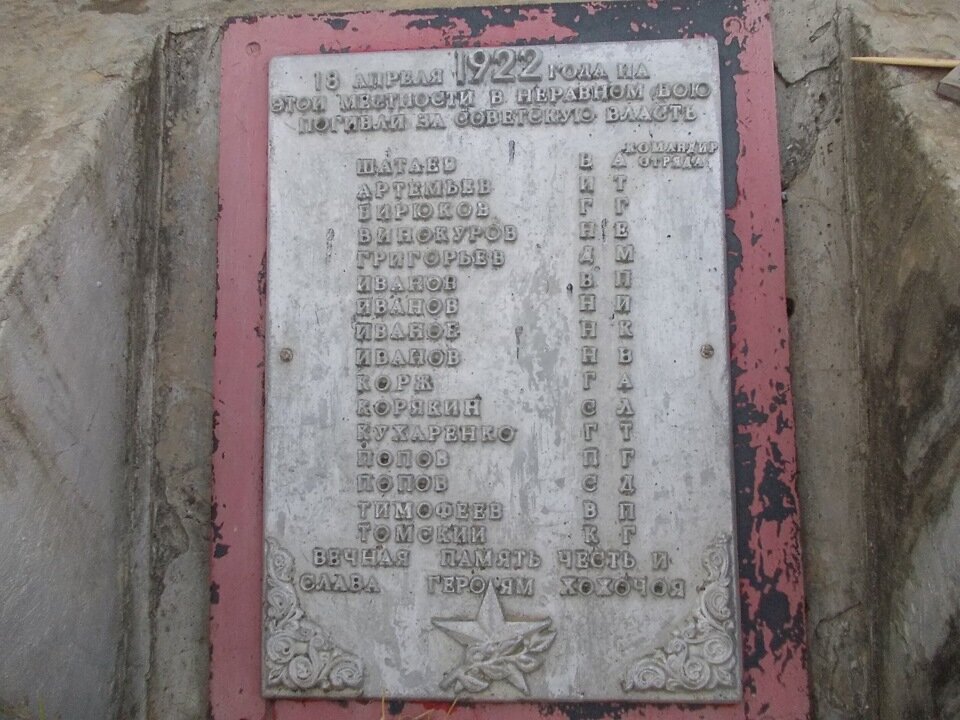 18 АПРЕЛЯ 1922 ГОДА НА
ЭТОЙ МЕСТНОСТИ В НЕРАВНОМ БОЮ
ПОГИБЛИ ЗА СОВЕТСКУЮ ВЛАСТЬ
ШАТАЕВ В А КОМАНДИР ОТРЯДА
АРТЕМЬЕВ И Т
БИРЮКОВ Г Г
ВИНОКУРОВ Н Е
ГРИГОРЬЕВ Д М
ИВАНОВ В П
ИВАНОВ Н И
ИВАНОВ Н К
ИВАНОВ Н В
КОРЖ Г А
КОРЯКИН С Л
КУХАРЕНКО Г Т
ПОПОВ П Г
ПОПОВ С Д
ТИМОФЕЕВ В П
ТОМСКИЙ К Г
ВЕЧНАЯ ПАМЯТЬ ЧЕСТЬ И
СЛАВА ГЕРОЯМ ХОХОЧОЯ